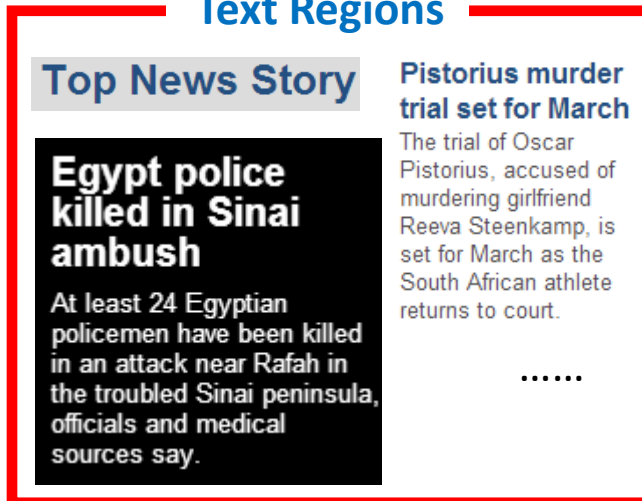 Text Regions
Top News Story
Egypt police
killed in Sinai
ambush
At least 24 Egyptian
policemen have been killed
in an attack near Rafah in
the troubled Sinai peninsula,
officials and medical
sources say.
Pistorius murder
trial set for March
The trial of Oscar
Pistorius, accused of
murdering girlfriend
Reeva Steenkamp, is
set for March as the
South African athlete
returns to court.
......